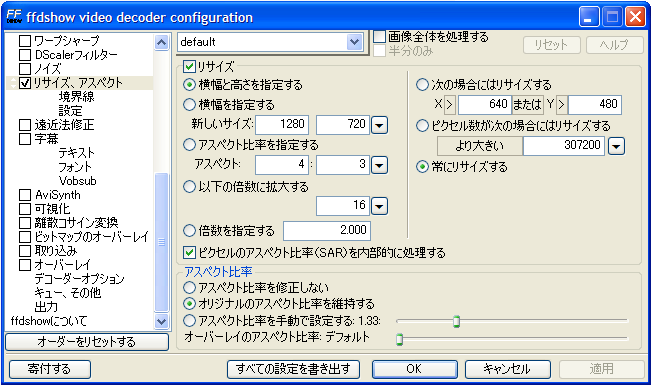 FF ffdshow video decoder configuration
ワープシャープ
DScalerフィルター
ノイズ
リサイズ、アスペクト
境界線
設定
遠近法修正
字幕
テキスト
フォント
Vobsub
AviSynth
可視化
離散コサイン変換
ビットマップのオーバーレイ
取り込み
オーバーレイ
デコーダーオプション
キュー、その他
出力
ffdshowについて
オーダーをリセットする
default
画像全体を処理する
半分のみ
リセット
ヘルプ
リサイズ
横幅と高さを指定する
横幅を指定する
新しいサイズ: 1280 720
アスペクト比率を指定する
アスペクト: 4 : 3
以下の倍数に拡大する
16
倍数を指定する 2.000
次の場合にはリサイズする
X > 640 または Y > 480
ピクセル数が次の場合にはリサイズする
より大きい 307200
常にリサイズする
ピクセルのアスペクト比率(SAR)を内部的に処理する
アスペクト比率
アスペクト比率を修正しない
オリジナルのアスペクト比率を維持する
アスペクト比率を手動で設定する: 1.33:
オーバーレイのアスペクト比率: デフォルト
寄付する
すべての設定を書き出す
OK
キャンセル
適用